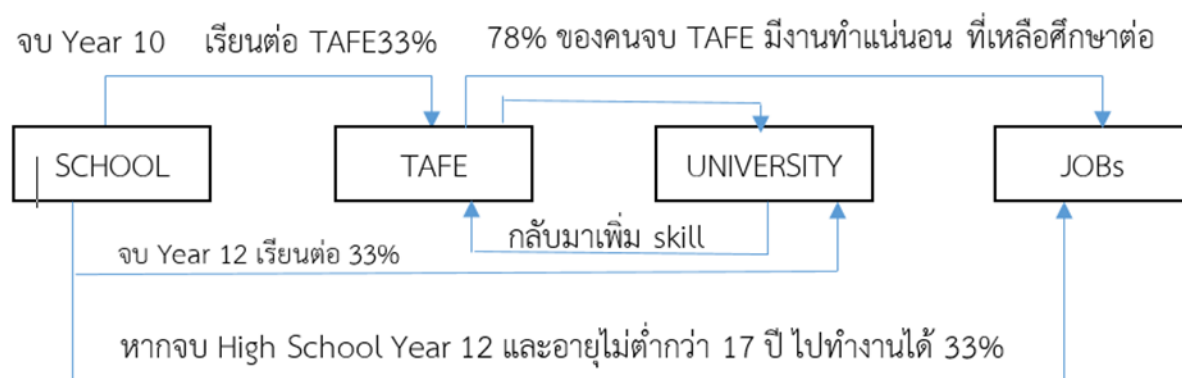 จบ Year 10 เรียนต่อ TAFE33% 78% ของคนจบ TAFE มีงานทำแน่นอน ที่เหลือศึกษาต่อ
SCHOOL TAFE UNIVERSITY JOBs
กลับมาเพิ่ม skill
จบ Year 12 เรียนต่อ 33%
หากจบ High School Year 12 และอายุไม่ต่ำกว่า 17 ปี ไปทำงานได้ 33%